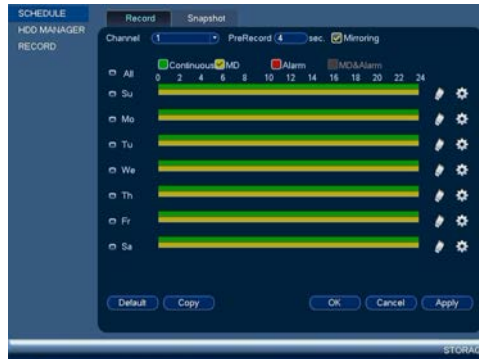 SCHEDULE
HDD MANAGER
RECORD
Record Snapshot
Channel 1 PreRecord 4 sec. Mirroring
Continuous MD Alarm MD&Alarm
All 0 2 4 6 8 10 12 14 16 18 20 22 24
Su
Mo
Tu
We
Th
Fr
Sa
Default Copy OK Cancel Apply
STORAG